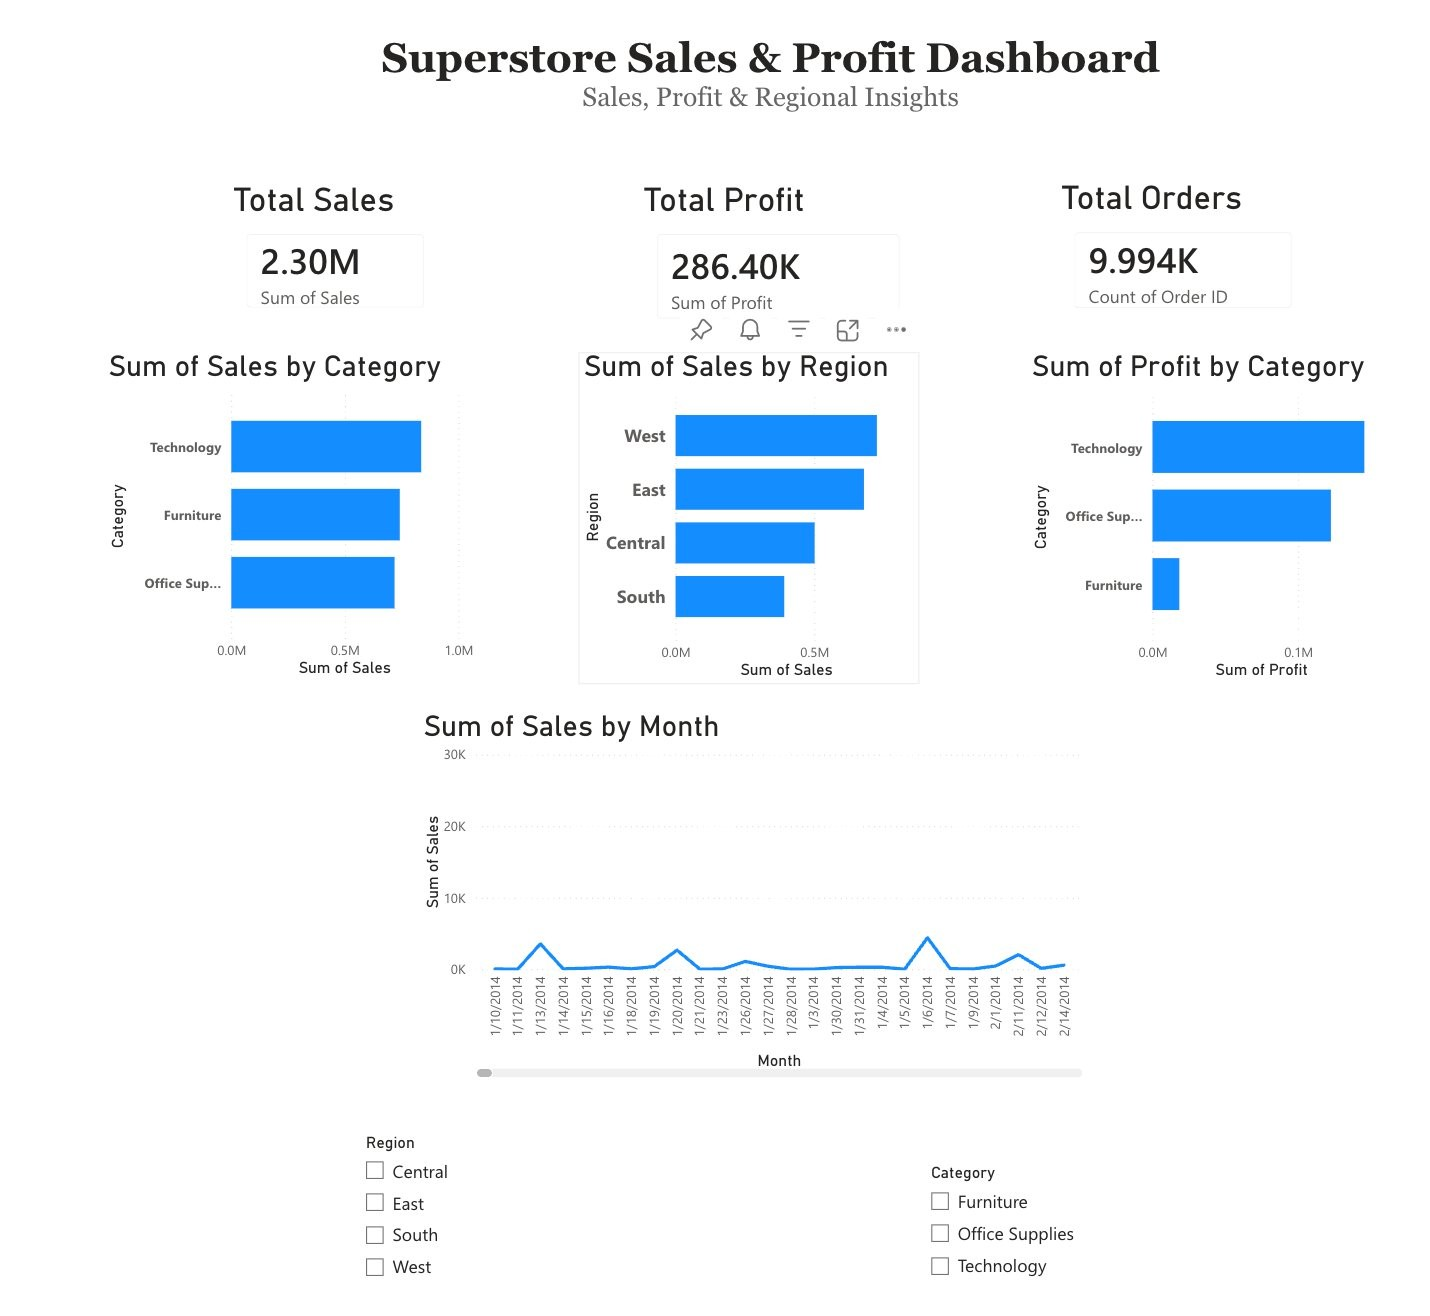 Superstore Sales & Profit Dashboard
Sales, Profit & Regional Insights
Total Sales
2.30M
Sum of Sales
Total Profit
286.40K
Sum of Profit
Total Orders
9.994K
Count of Order ID
Sum of Sales by Category
Category
Technology
Furniture
Office Sup...
0.0M 0.5M 1.0M
Sum of Sales
Sum of Sales by Region
Region
West
East
Central
South
0.0M 0.5M
Sum of Sales
Sum of Profit by Category
Category
Technology
Office Sup...
Furniture
0.0M 0.1M
Sum of Profit
Sum of Sales by Month
Sum of Sales
30K
20K
10K
0K
1/10/2014
1/11/2014
1/13/2014
1/14/2014
1/15/2014
1/16/2014
1/18/2014
1/19/2014
1/20/2014
1/21/2014
1/23/2014
1/26/2014
1/27/2014
1/28/2014
1/3/2014
1/30/2014
1/31/2014
1/4/2014
1/5/2014
1/6/2014
1/7/2014
1/9/2014
2/1/2014
2/11/2014
2/12/2014
2/14/2014
Month
Region
Central
East
South
West
Category
Furniture
Office Supplies
Technology